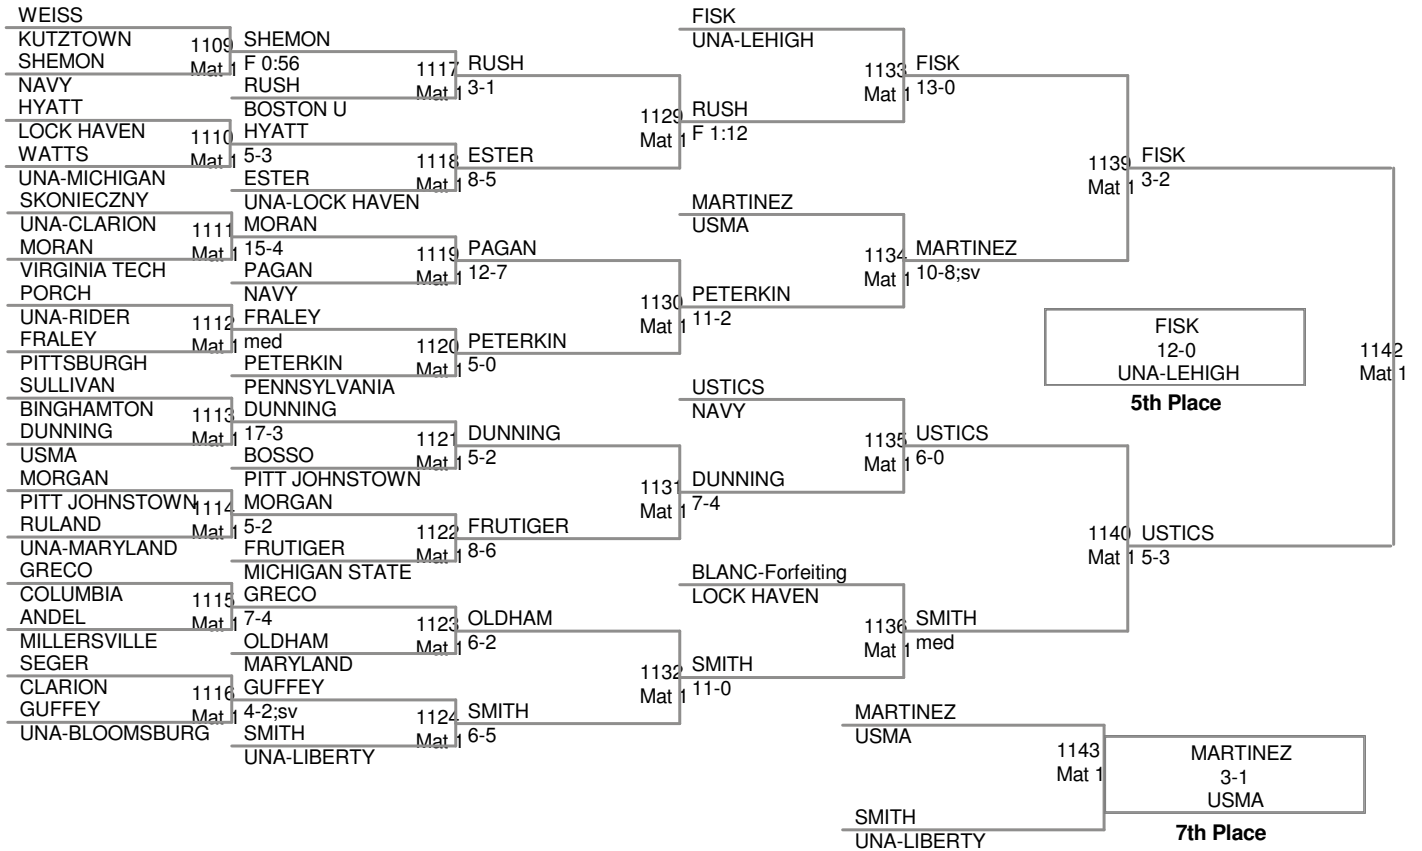 WEISS
KUTZTOWN
SHEMON
NAVY
HYATT
LOCK HAVEN
WATTS
UNA-MICHIGAN
SKONIECZNY
UNA-CLARION
MORAN
VIRGINIA TECH
PORCH
UNA-RIDER
FRALEY
PITTSBURGH
SULLIVAN
BINGHAMTON
DUNNING
USMA
MORGAN
PITT JOHNSTOWN
RULAND
UNA-MARYLAND
GRECO
COLUMBIA
ANDEL
MILLERSVILLE
SEGER
CLARION
GUFFEY
UNA-BLOOMSBURG
1109
Mat 1
1110
Mat 1
1111
Mat 1
1112
Mat 1
1113
Mat 1
1114
Mat 1
1115
Mat 1
1116
Mat 1
SHEMON
F 0:56
RUSH
BOSTON U
HYATT
5-3
ESTER
UNA-LOCK HAVEN
MORAN
15-4
PAGAN
NAVY
FRALEY
med
PETERKIN
PENNSYLVANIA
DUNNING
17-3
BOSSO
PITT JOHNSTOWN
MORGAN
5-2
FRUTIGER
MICHIGAN STATE
GRECO
7-4
OLDHAM
MARYLAND
GUFFEY
4-2;sv
SMITH
UNA-LIBERTY
1117
Mat 1
1118
Mat 1
1119
Mat 1
1120
Mat 1
1121
Mat 1
1122
Mat 1
1123
Mat 1
1124
Mat 1
RUSH
3-1
ESTER
8-5
PAGAN
12-7
PETERKIN
5-0
DUNNING
5-2
FRUTIGER
8-6
OLDHAM
6-2
SMITH
6-5
1129
Mat 1
1130
Mat 1
1131
Mat 1
1132
Mat 1
FISK
UNA-LEHIGH
RUSH
F 1:12
MARTINEZ
USMA
PETERKIN
11-2
USTICS
NAVY
DUNNING
7-4
BLANC-Forfeiting
LOCK HAVEN
SMITH
11-0
1133
Mat 1
1134
Mat 1
1135
Mat 1
1136
Mat 1
FISK
13-0
MARTINEZ
10-8;sv
USTICS
6-0
SMITH
med
1139
Mat 1
1140
Mat 1
FISK
3-2
USTICS
5-3
1142
Mat 1
FISK
12-0
UNA-LEHIGH
5th Place
MARTINEZ
USMA
SMITH
UNA-LIBERTY
1143
Mat 1
MARTINEZ
3-1
USMA
7th Place